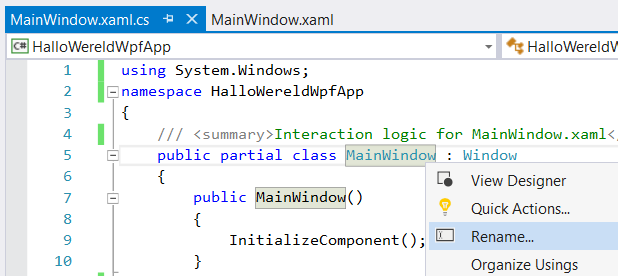 MainWindow.xaml.cs MainWindow.xaml
C# HalloWereldWpfApp HalloWereldW
1 using System.Windows;
2 namespace HalloWereldWpfApp
3 {
4 /// <summary>Interaction logic for MainWindow.xaml<
5 public partial class MainWindow : Window
6 {
7 public MainWindow()
8 {
9 InitializeComponent();
10 }
View Designer
Quick Actions...
Rename...
Organize Usings